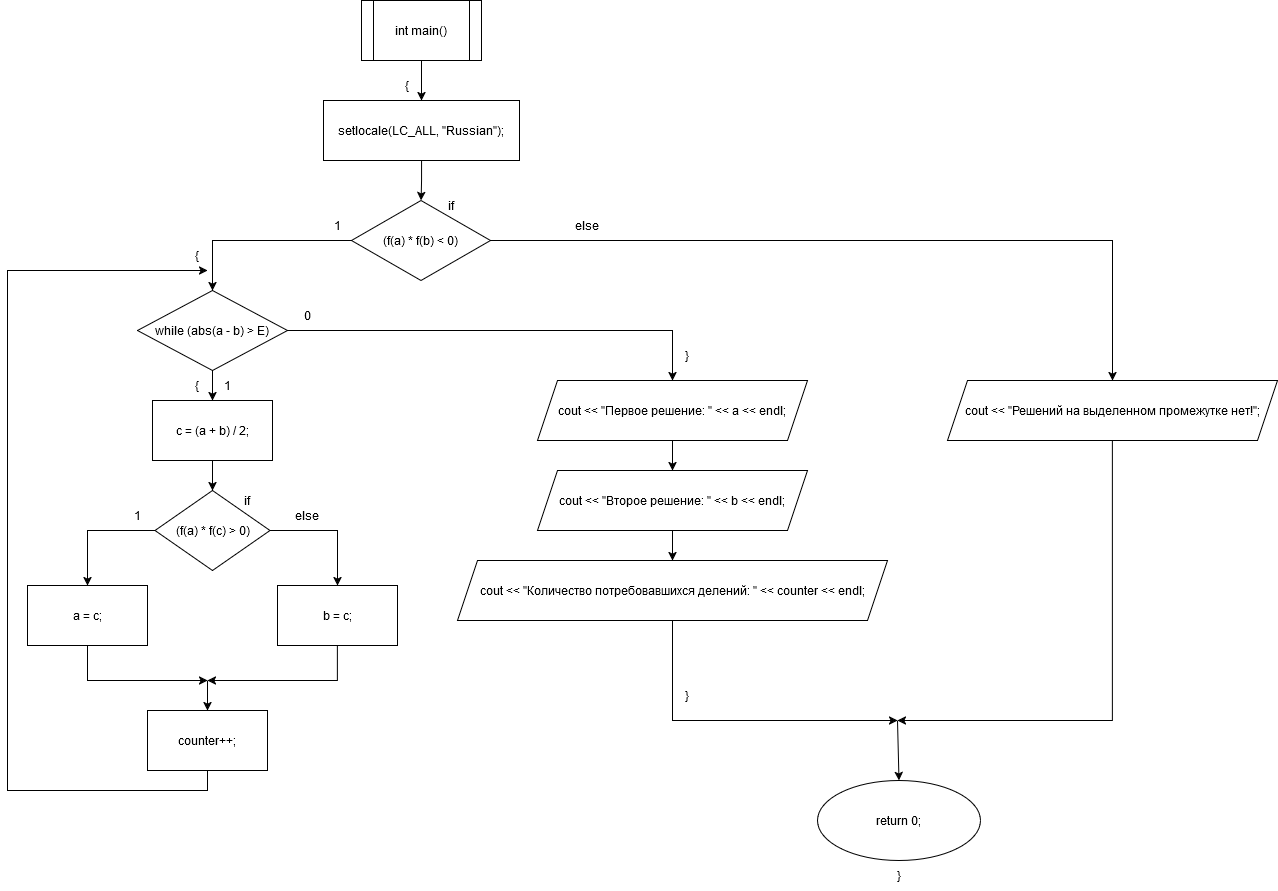 int main()
{
setlocale(LC_ALL, "Russian");
if
1
(f(a) * f(b) < 0)
else
{
while (abs(a - b) > E)
0
}
{ 1
c = (a + b) / 2;
cout << "Первое решение: " << a << endl;
cout << "Решений на выделенном промежутке нет!";
cout << "Второе решение: " << b << endl;
if
1
(f(a) * f(c) > 0)
else
cout << "Количество потребовавшихся делений: " << counter << endl;
a = c;
b = c;
}
counter++;
return 0;
}